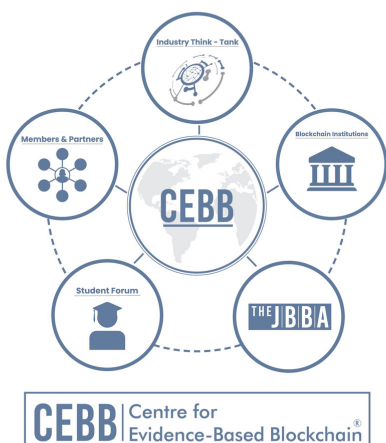 Industry Think - Tank
Members & Partners
Blockchain Institutions
CEBB
Student Forum
THE JBBA
CEBB
Centre for
Evidence-Based Blockchain®